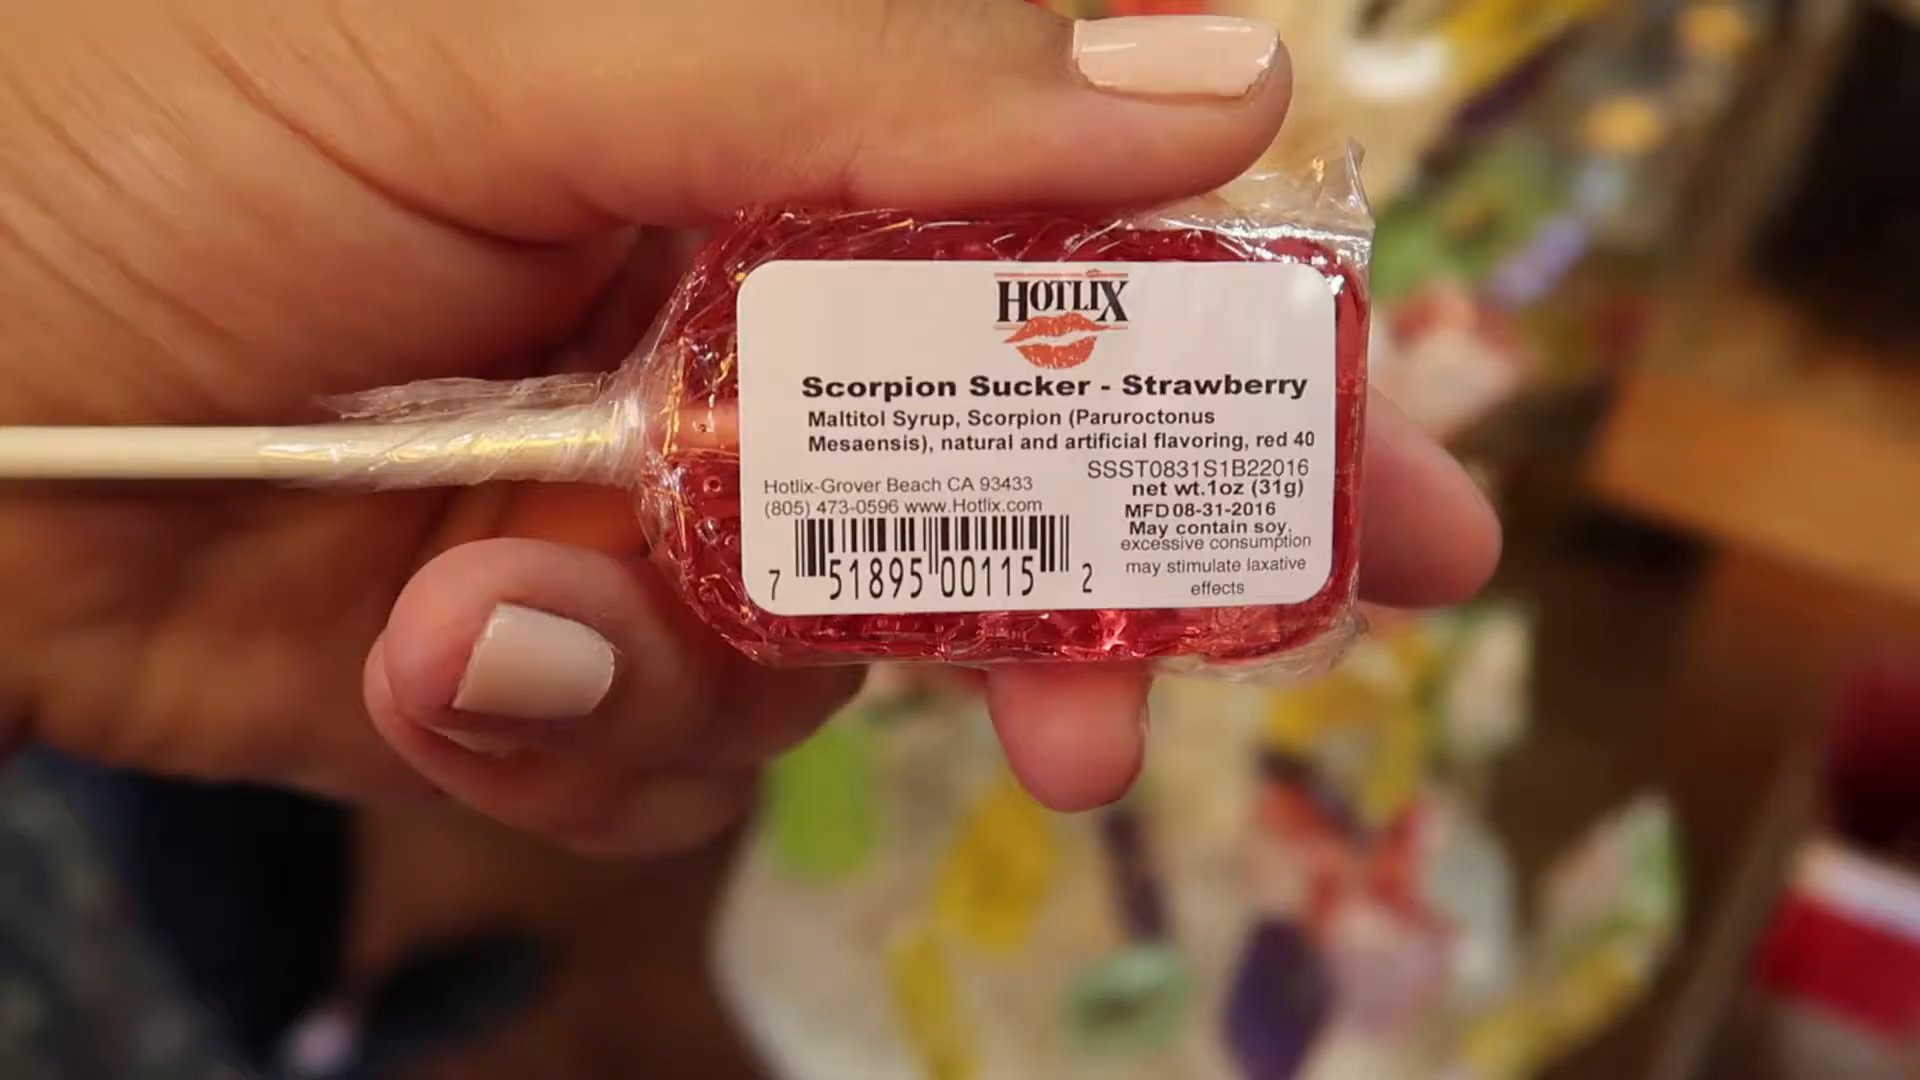 HOTLIX
Scorpion Sucker - Strawberry
Maltitol Syrup, Scorpion (Paruroctonus
Mesaensis), natural and artificial flavoring, red 40
Hotlix-Grover Beach CA 93433
(805) 473-0596 www.Hotlix.com
SSST0831S1B22016
net wt.1oz (31g)
MFD 08-31-2016
May contain soy.
excessive consumption
may stimulate laxative
effects
7 51895 00115 2